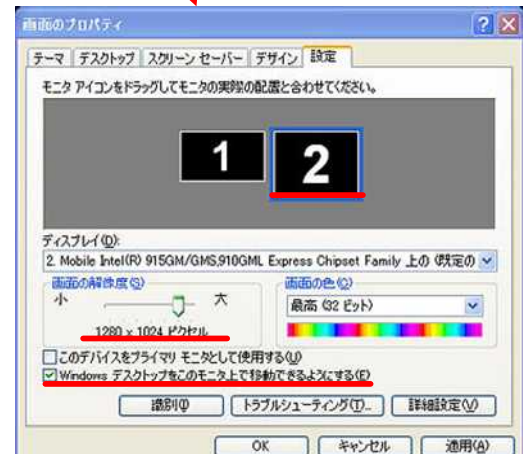 画面のプロパティ
テーマ デスクトップ スクリーン セーバー デザイン 設定
モニタ アイコンをドラッグしてモニタの実際の配置と合わせてください。
1 2
ディスプレイ(D):
2. Mobile Intel(R) 915GM/GMS,910GML Express Chipset Family 上の (既定の
画面の解像度(S) 画面の色(C)
小 大 最高 (32 ビット)
1280 x 1024 ピクセル
このデバイスをプライマリ モニタとして使用する(U)
Windows デスクトップをこのモニタ上で移動できるようにする(E)
識別(I) トラブルシューティング(T)... 詳細設定(V)
OK キャンセル 適用(A)